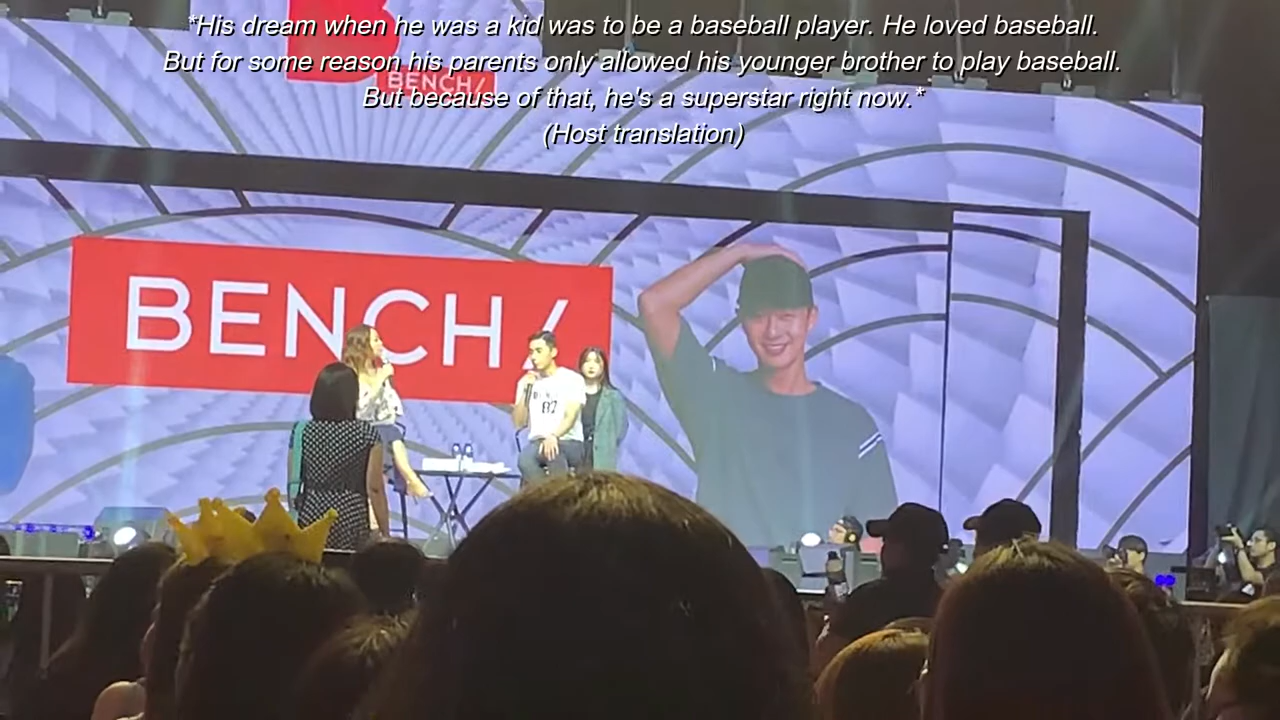 *His dream when he was a kid was to be a baseball player. He loved baseball.
But for some reason his parents only allowed his younger brother to play baseball.
But because of that, he's a superstar right now.*
(Host translation)
B
BENCH/
BENCH/
87